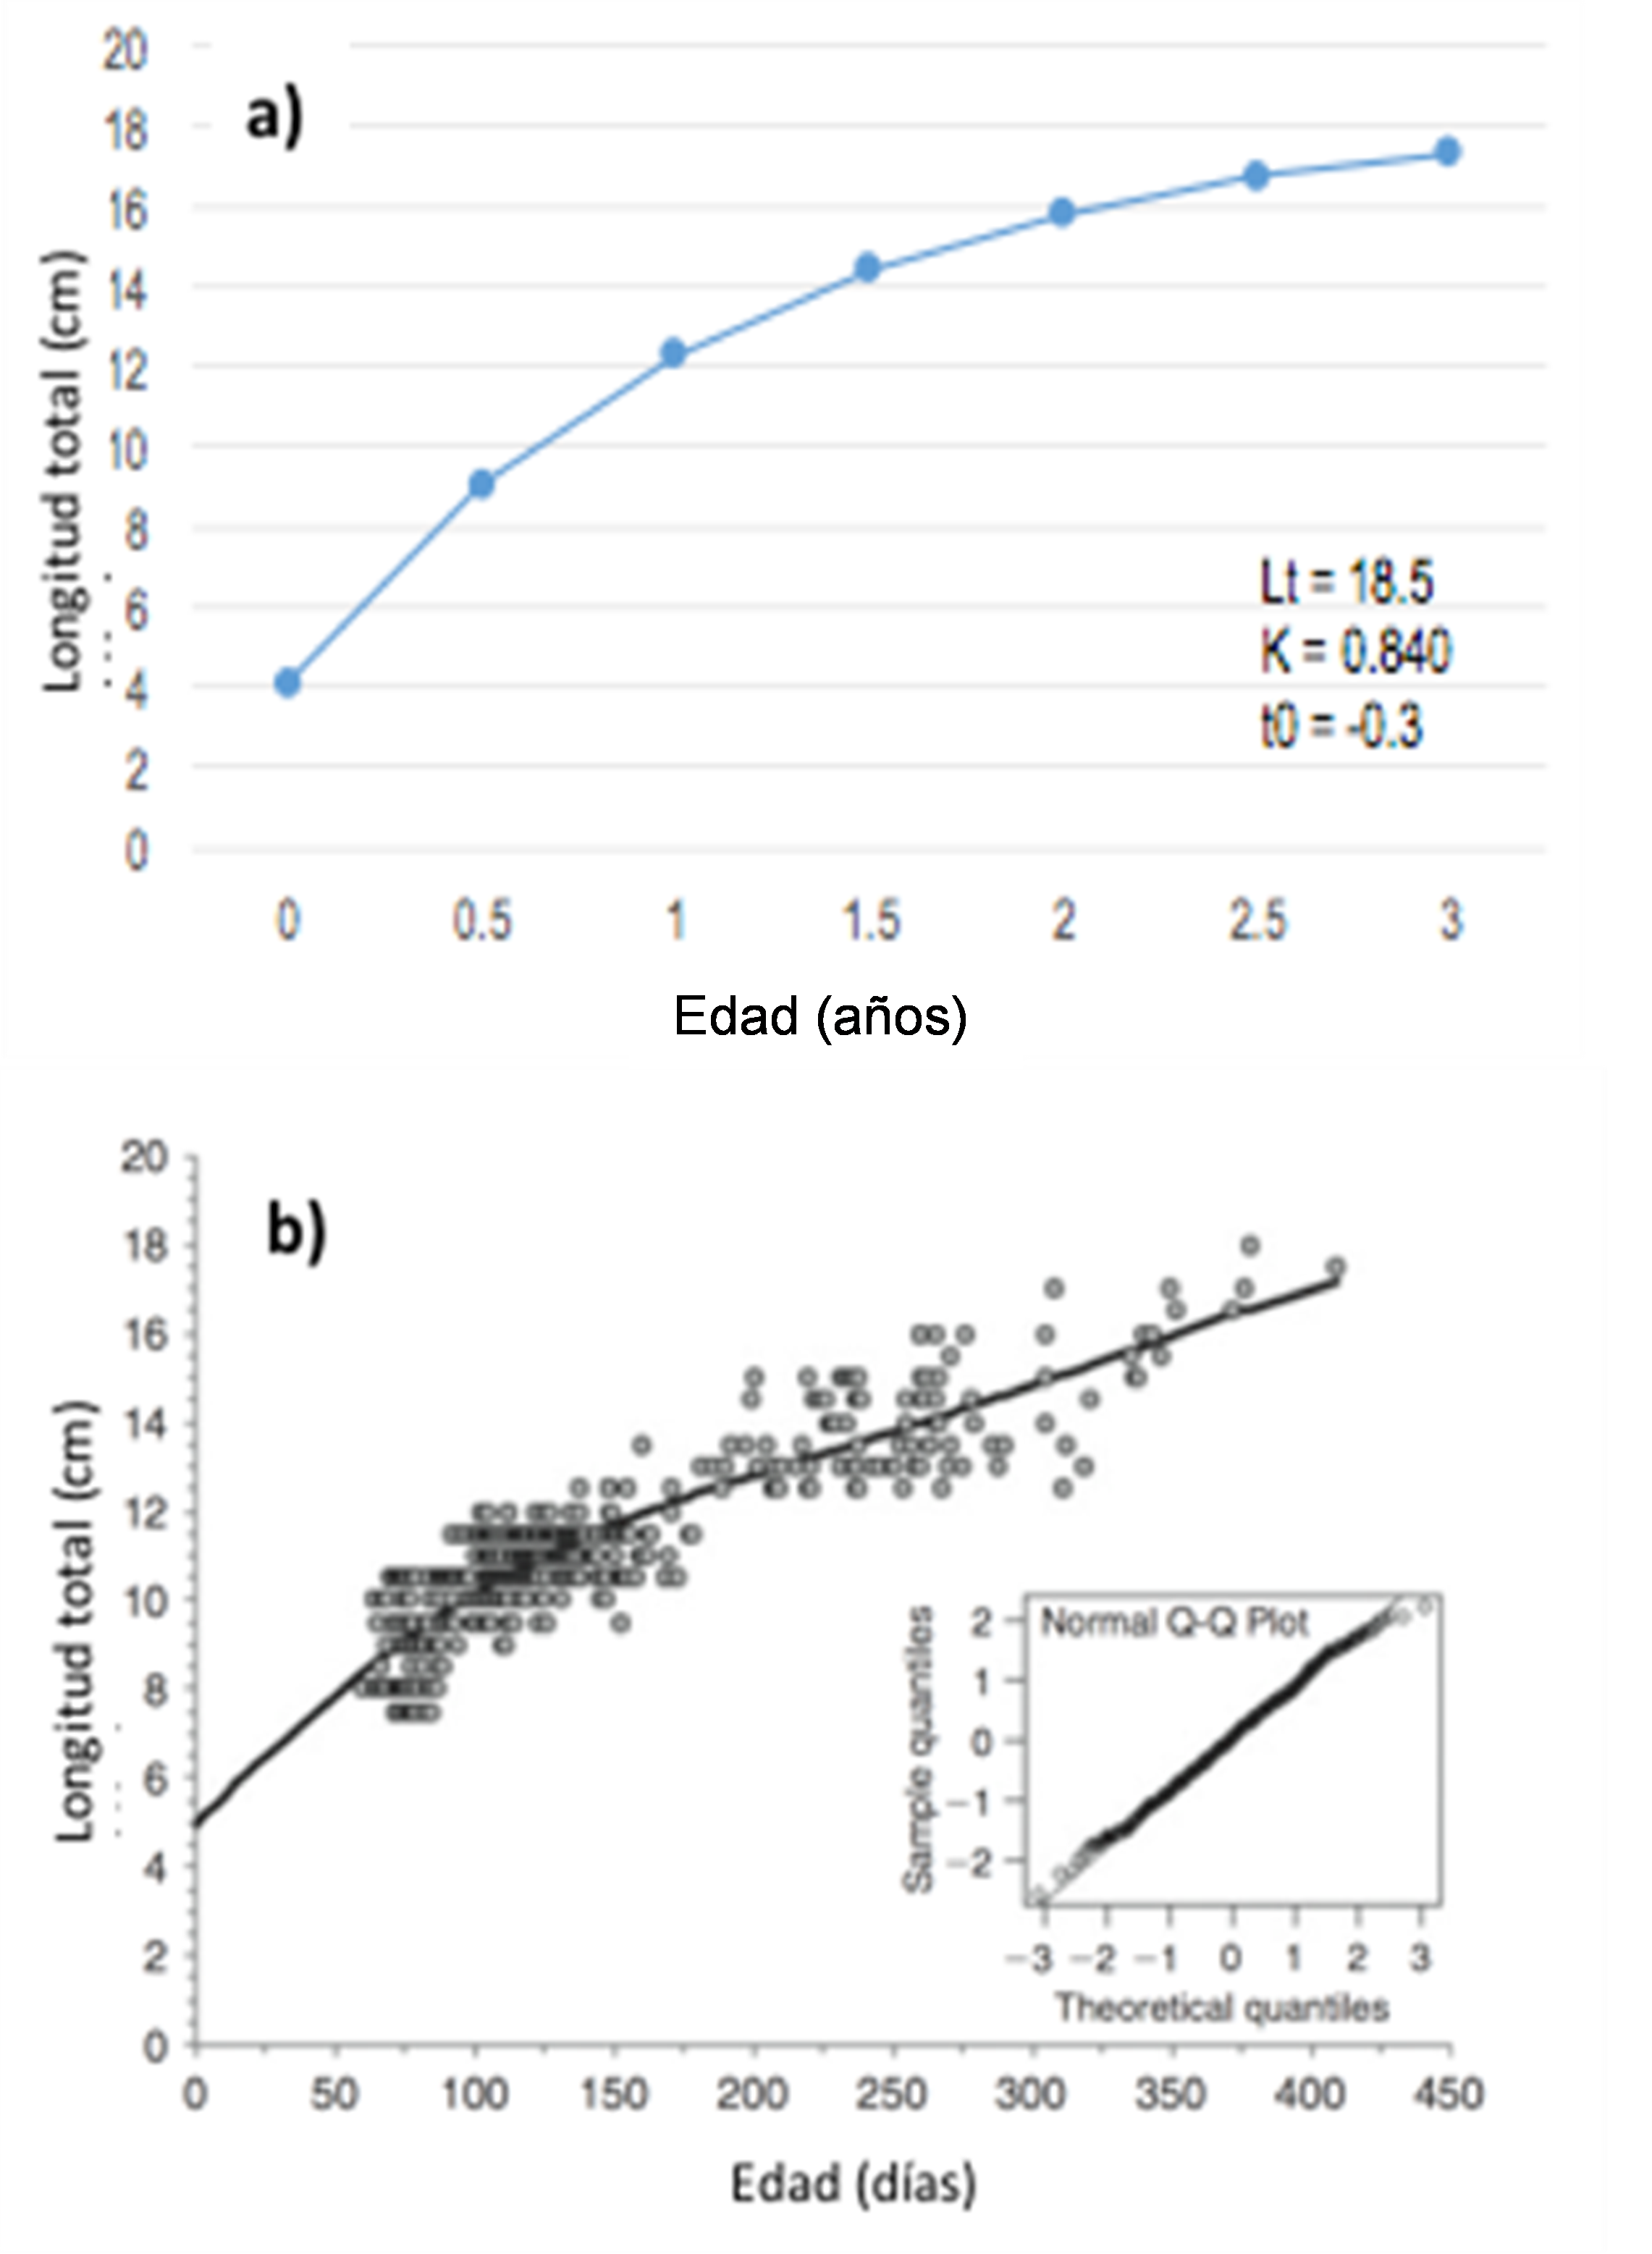 a)
20
18
16
14
12
10
8
6
4
2
0
Longitud total (cm)
Lt = 18.5
K = 0.840
t0 = -0.3
0 0.5 1 1.5 2 2.5 3
Edad (años)
b)
20
18
16
14
12
10
8
6
4
2
0
Longitud total (cm)
Normal Q-Q Plot
Sample quantiles
2
1
0
−1
−2
−3 −2 −1 0 1 2 3
Theoretical quantiles
0 50 100 150 200 250 300 350 400 450
Edad (días)